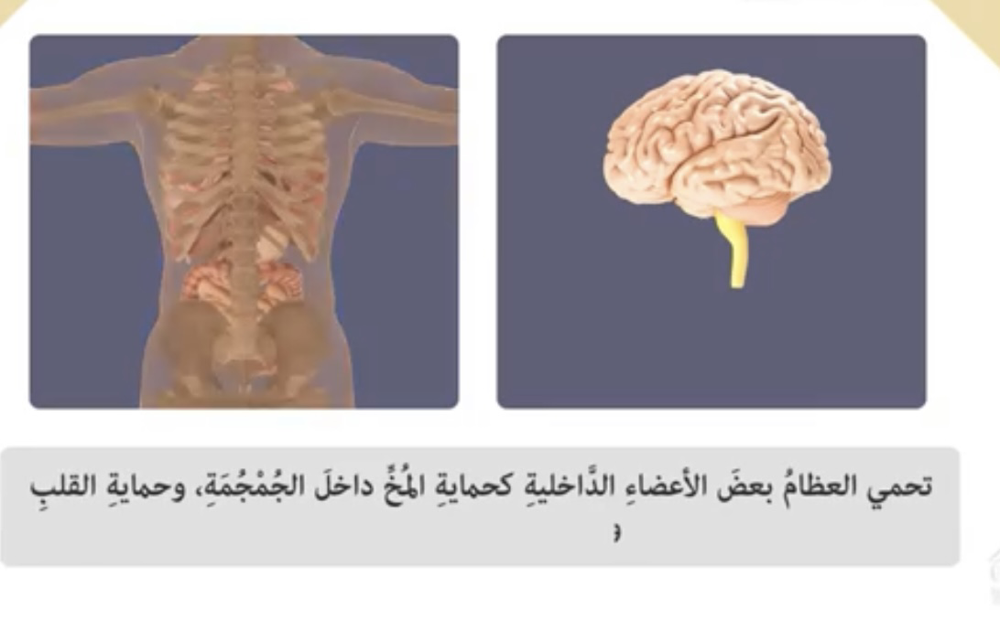 تحمي العظامُ بعضَ الأعضاءِ الدَّاخليةِ كحمايةِ المُخِّ داخلَ الجُمْجُمَةِ، وحمايةِ القلبِ
و